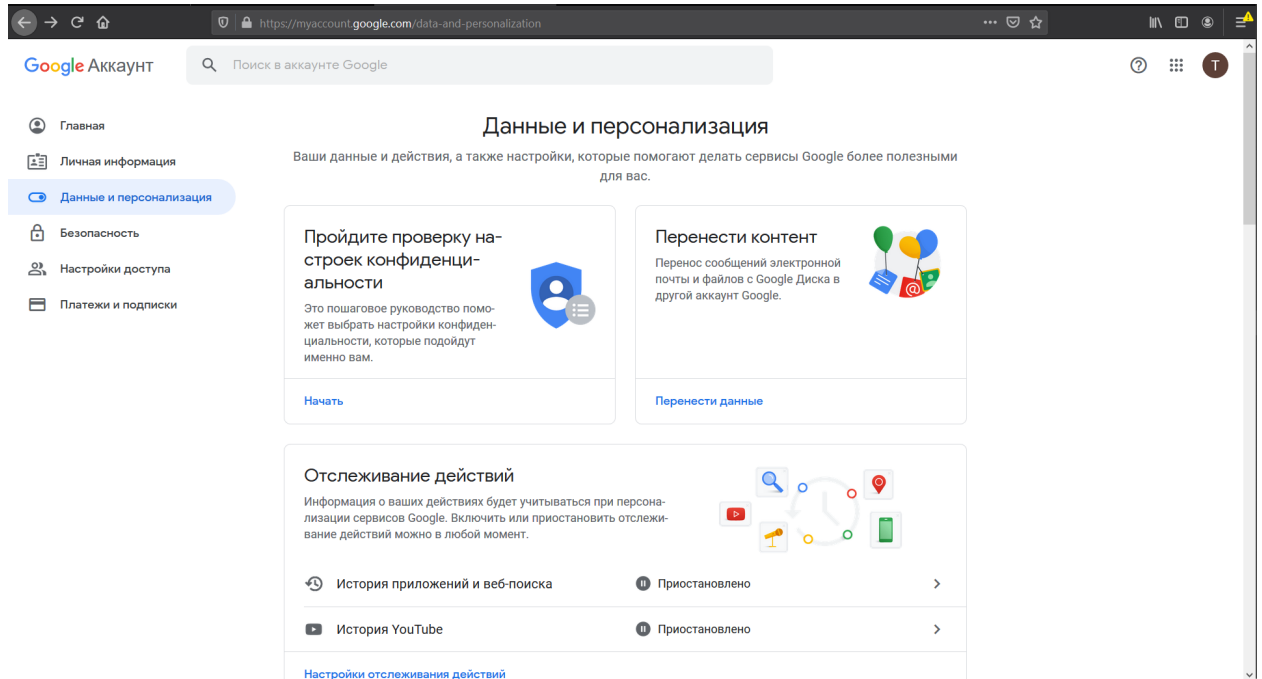 https://myaccount.google.com/data-and-personalization
Google Аккаунт
Поиск в аккаунте Google
T
Главная
Личная информация
Данные и персонализация
Безопасность
Настройки доступа
Платежи и подписки
Данные и персонализация
Ваши данные и действия, а также настройки, которые помогают делать сервисы Google более полезными
для вас.
Пройдите проверку на-
строек конфиденци-
альности
Это пошаговое руководство помо-
жет выбрать настройки конфиден-
циальности, которые подойдут
именно вам.
Начать
Перенести контент
Перенос сообщений электронной
почты и файлов с Google Диска в
другой аккаунт Google.
Перенести данные
Отслеживание действий
Информация о ваших действиях будет учитываться при персона-
лизации сервисов Google. Включить или приостановить отслежи-
вание действий можно в любой момент.
История приложений и веб-поиска
Приостановлено
История YouTube
Приостановлено
Настройки отслеживания действий